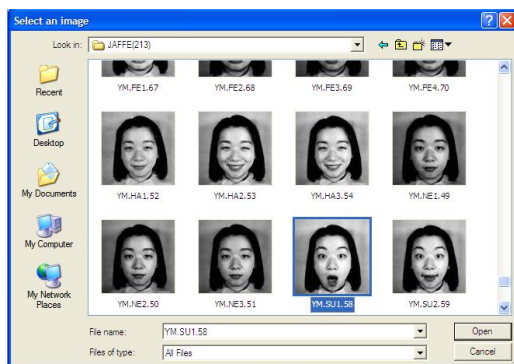 Select an image
Look in: JAFFE(213)
Recent
Desktop
My Documents
My Computer
My Network
Places
YM.FE1.67 YM.FE2.68 YM.FE3.69 YM.FE4.70
YM.HA1.52 YM.HA2.53 YM.HA3.54 YM.NE1.49
YM.NE2.50 YM.NE3.51 YM.SU1.58 YM.SU2.59
File name: YM.SU1.58 Open
Files of type: All Files Cancel